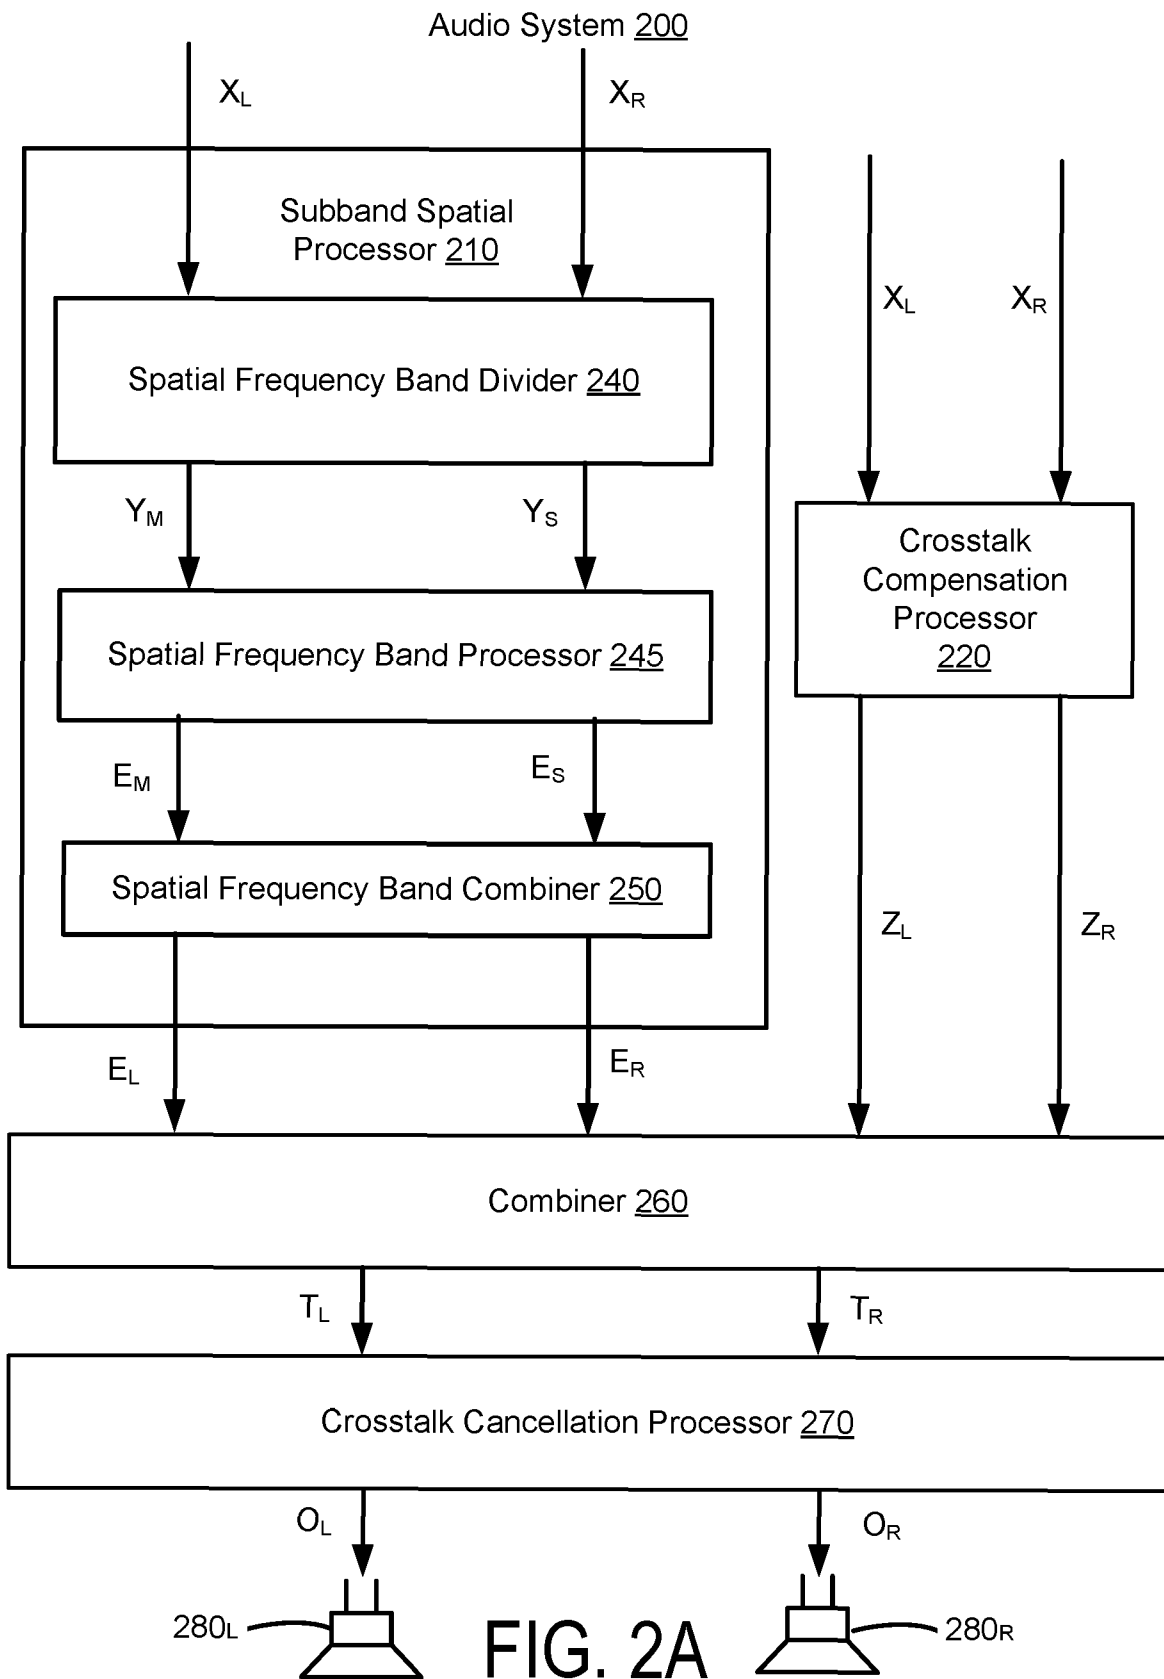 Audio System 200
XL XR
Subband Spatial
Processor 210
XL XR
Spatial Frequency Band Divider 240
YM YS
Crosstalk
Compensation
Processor
220
Spatial Frequency Band Processor 245
EM ES
Spatial Frequency Band Combiner 250
ZL ZR
EL ER
Combiner 260
TL TR
Crosstalk Cancellation Processor 270
OL OR
280L 280R
FIG. 2A